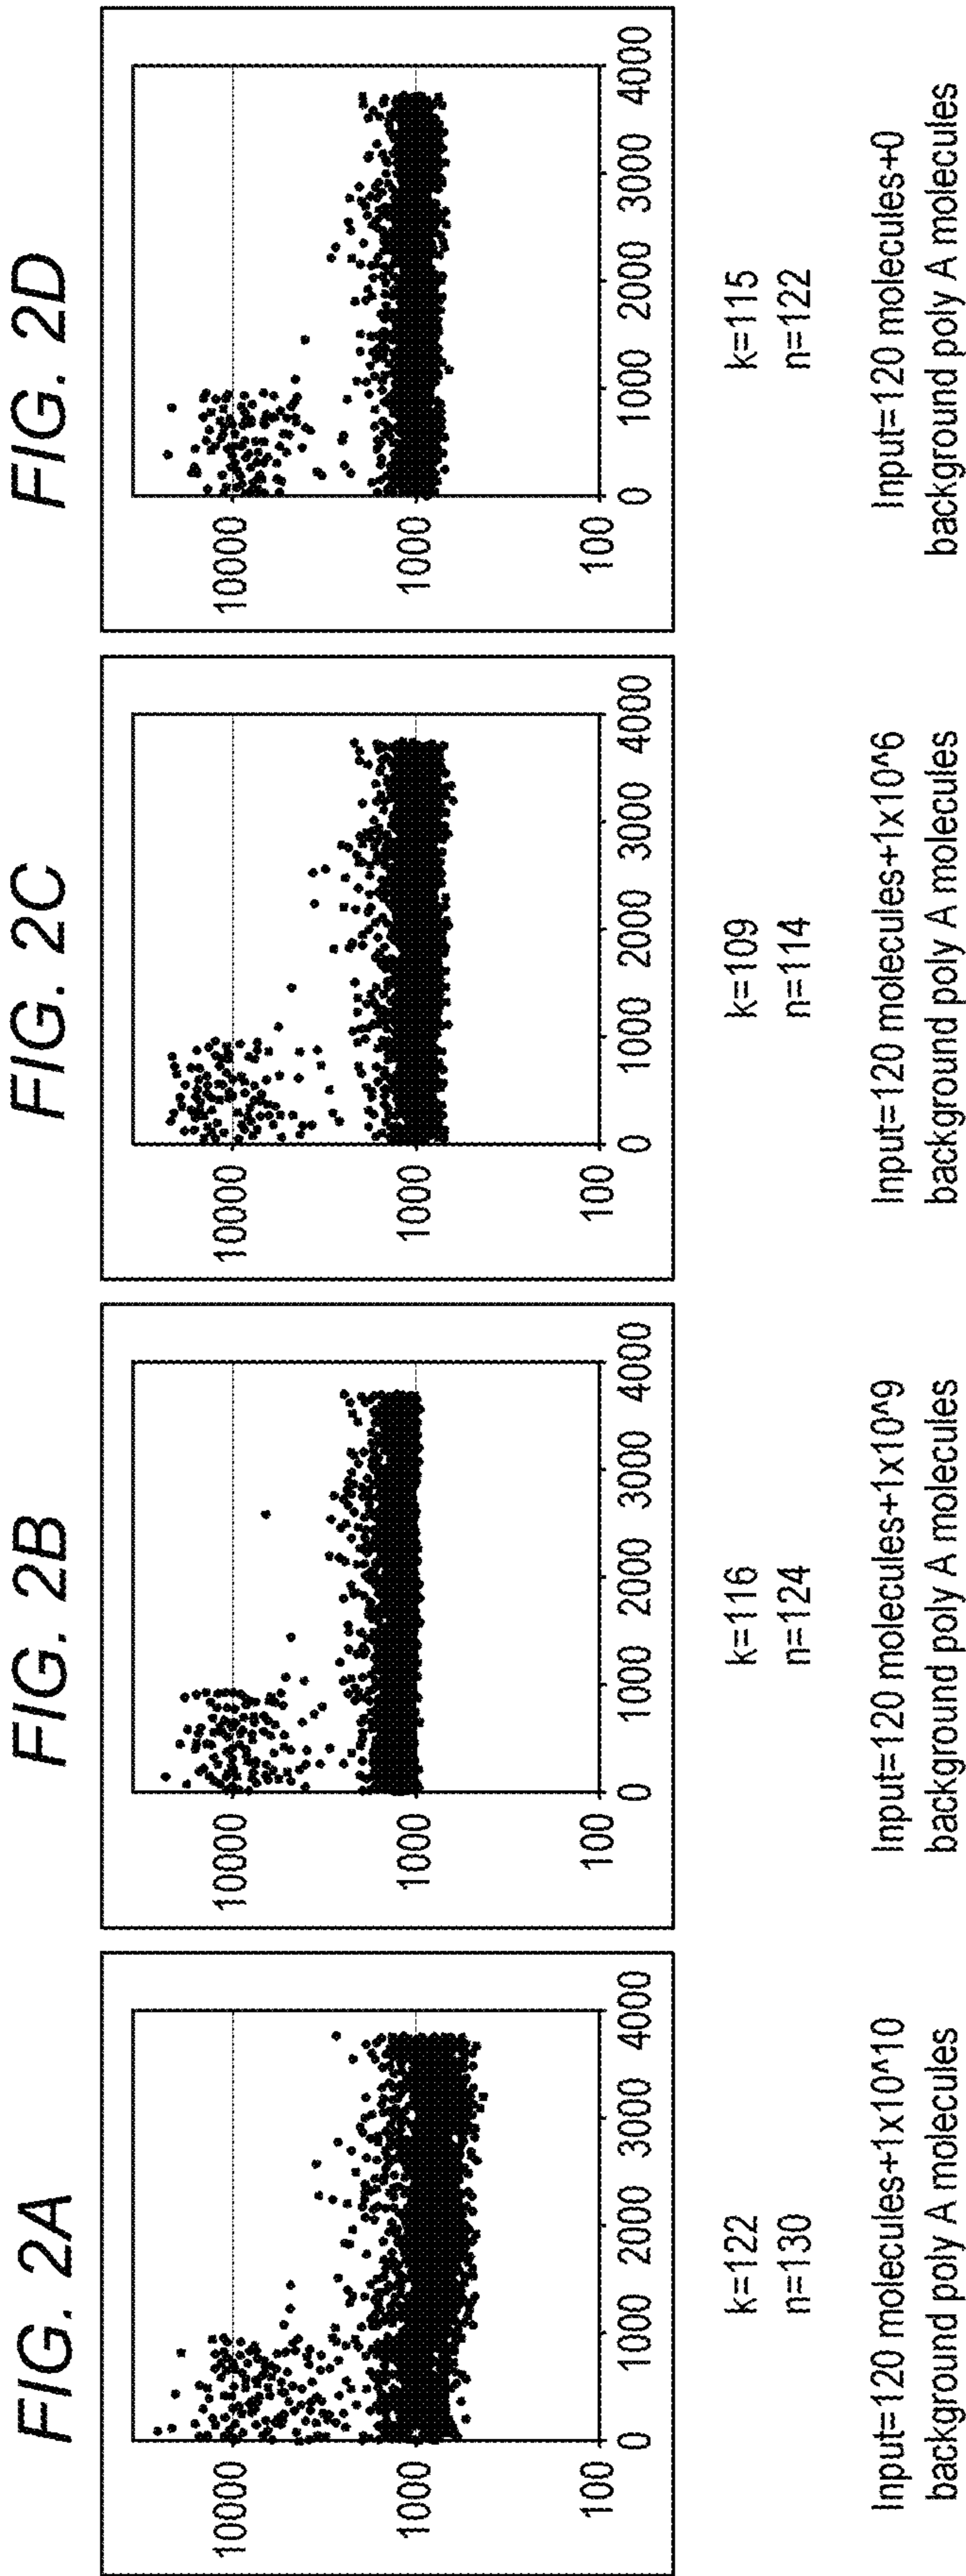 FIG. 2A
10000
1000
100
0 1000 2000 3000 4000
k=122
n=130
Input=120 molecules+1x10^10
background poly A molecules
FIG. 2B
10000
1000
100
0 1000 2000 3000 4000
k=116
n=124
Input=120 molecules+1x10^9
background poly A molecules
FIG. 2C
10000
1000
100
0 1000 2000 3000 4000
k=109
n=114
Input=120 molecules+1x10^6
background poly A molecules
FIG. 2D
10000
1000
100
0 1000 2000 3000 4000
k=115
n=122
Input=120 molecules+0
background poly A molecules